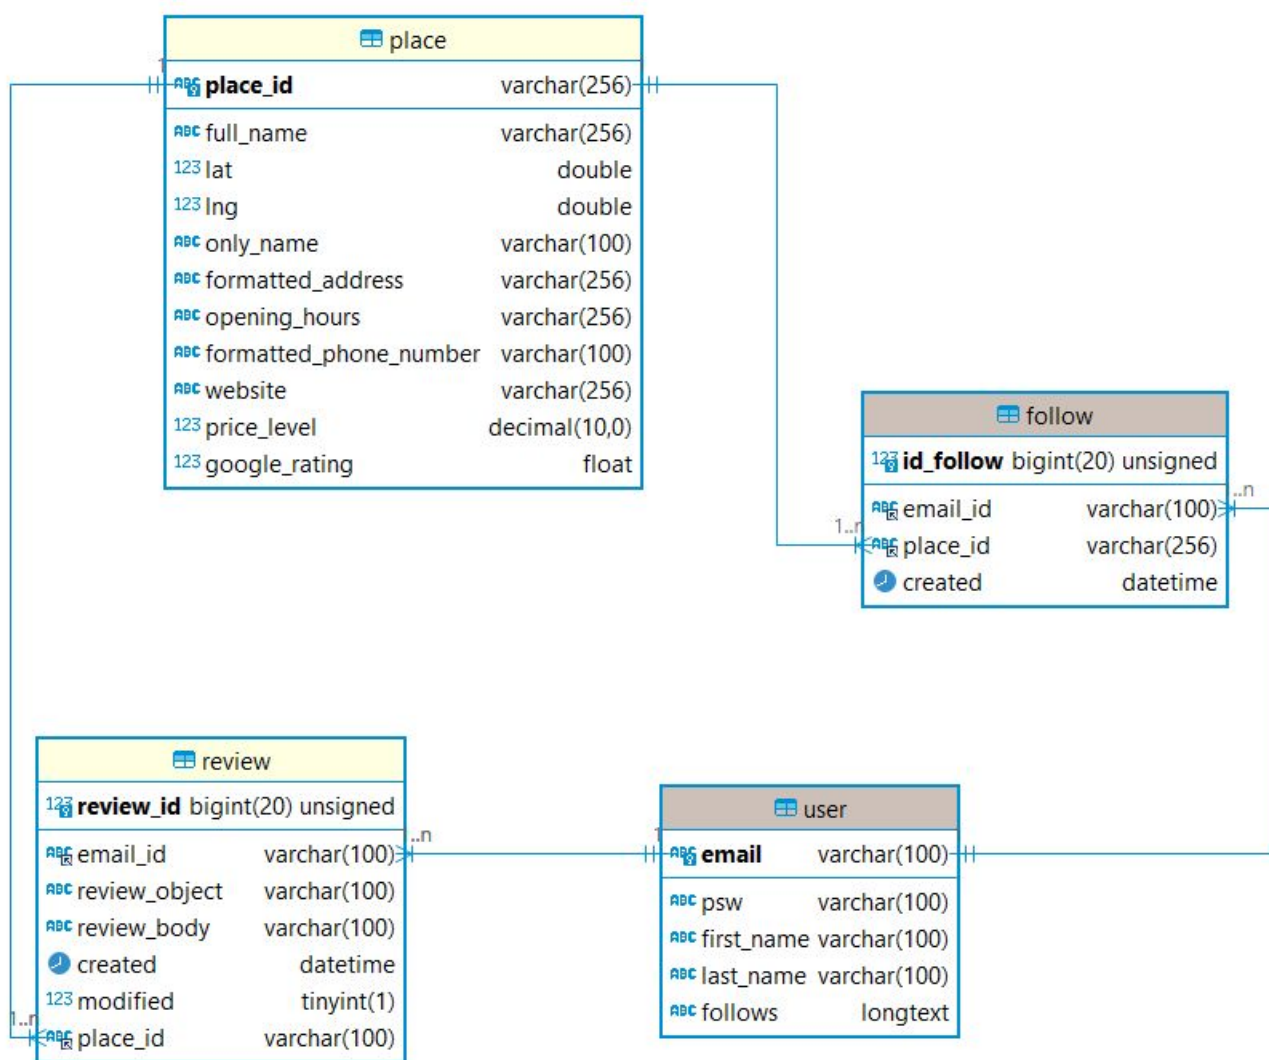 place
1
place_id varchar(256)
full_name varchar(256)
lat double
lng double
only_name varchar(100)
formatted_address varchar(256)
opening_hours varchar(256)
formatted_phone_number varchar(100)
website varchar(256)
price_level decimal(10,0)
google_rating float
follow
id_follow bigint(20) unsigned
..n
email_id varchar(100)
1..n
place_id varchar(256)
created datetime
review
review_id bigint(20) unsigned
..n
email_id varchar(100)
review_object varchar(100)
review_body varchar(100)
created datetime
modified tinyint(1)
1..n
place_id varchar(100)
user
1
email varchar(100)
psw varchar(100)
first_name varchar(100)
last_name varchar(100)
follows longtext